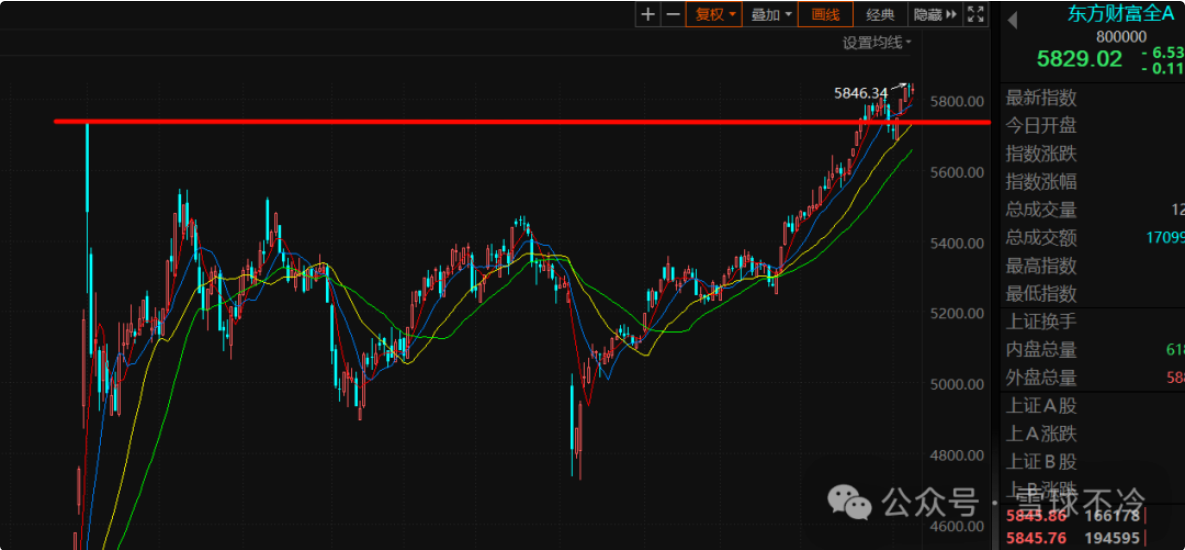 复权 叠加 画线 经典 隐藏
设置均线
5846.34
5800.00
5600.00
5400.00
5200.00
5000.00
4800.00
4600.00
东方财富全A
800000
5829.02
- 6.53
- 0.11
最新指数
今日开盘
指数涨跌
指数涨幅
总成交量 12
总成交额 17099
最高指数
最低指数
上证换手
内盘总量 618
外盘总量 588
上证A股
上A涨跌
上证B股
上B涨跌
公众号 · 雪球不冷
5845.86 166178
5845.76 194595